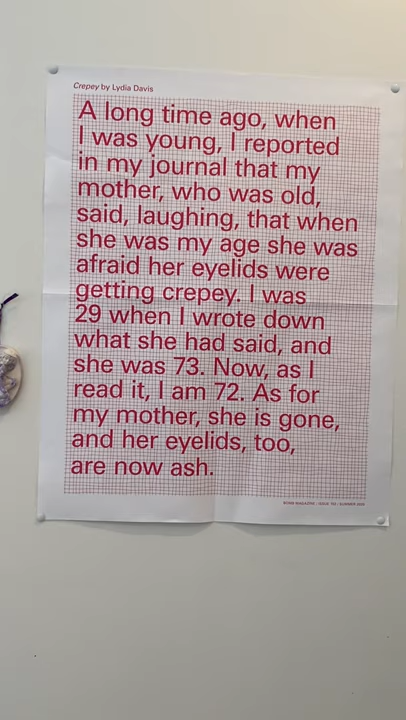 Crepey by Lydia Davis
A long time ago, when
I was young, I reported
in my journal that my
mother, who was old,
said, laughing, that when
she was my age she was
afraid her eyelids were
getting crepey. I was
29 when I wrote down
what she had said, and
she was 73. Now, as I
read it, I am 72. As for
my mother, she is gone,
and her eyelids, too,
are now ash.
MAGAZINE / ISSUE / SUMMER